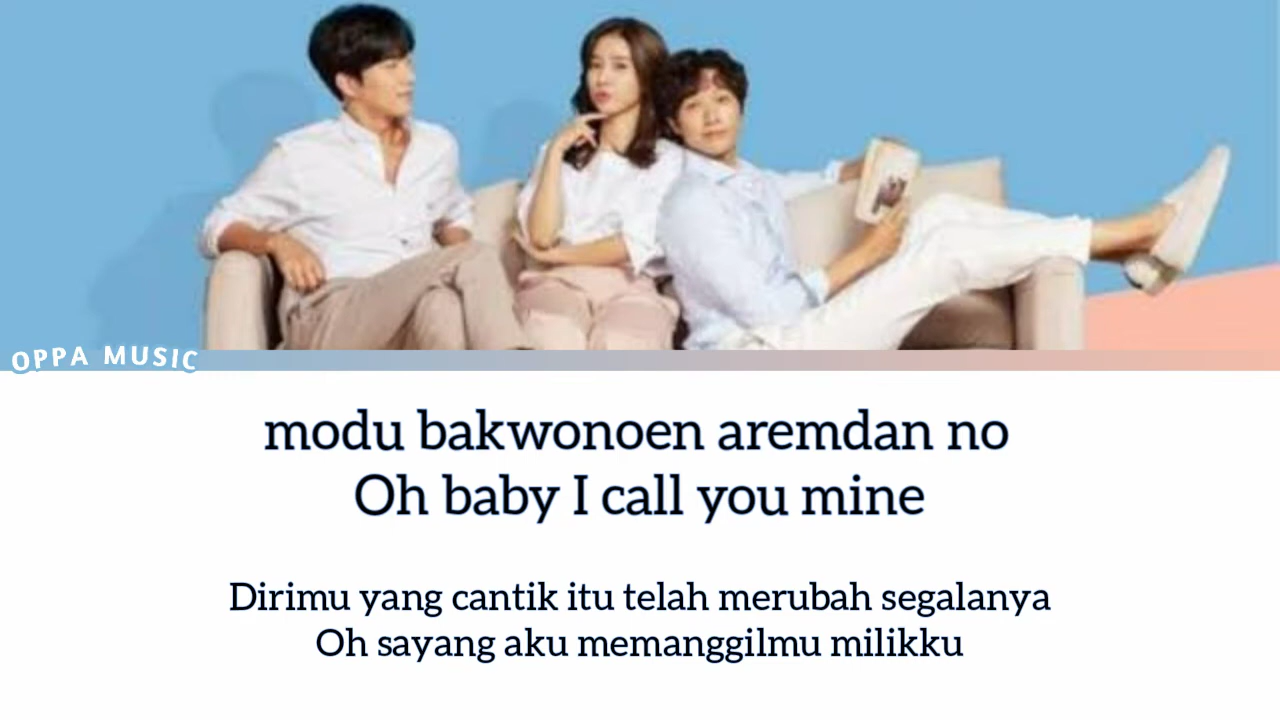 OPPA MUSIC
modu bakwonoen aremdan no
Oh baby I call you mine
Dirimu yang cantik itu telah merubah segalanya
Oh sayang aku memanggilmu milikku